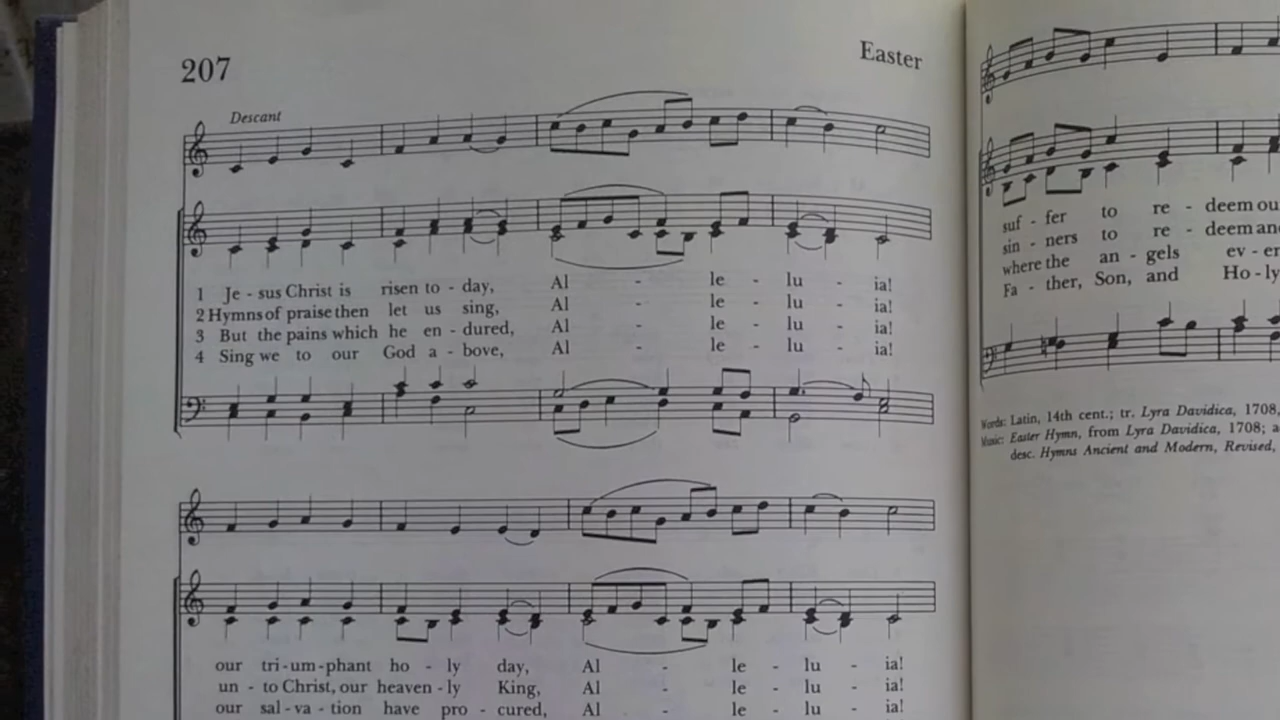 207
Easter
Descant
1 Je - sus Christ is risen to - day, Al - le - lu - ia!
2 Hymns of praise then let us sing, Al - le - lu - ia!
3 But the pains which he en - dured, Al - le - lu - ia!
4 Sing we to our God a - bove, Al - le - lu - ia!
our tri - um - phant ho - ly day, Al - le - lu - ia!
un - to Christ, our heaven - ly King, Al - le - lu - ia!
our sal - va - tion have pro - cured, Al - le - lu - ia!
suf - fer to re - deem ou
sin - ners to re - deem an
where the an - gels ev - er
Fa - ther, Son, and Ho - ly
Words: Latin, 14th cent.; tr. Lyra Davidica, 1708,
Music: Easter Hymn, from Lyra Davidica, 1708; a
desc. Hymns Ancient and Modern, Revised,